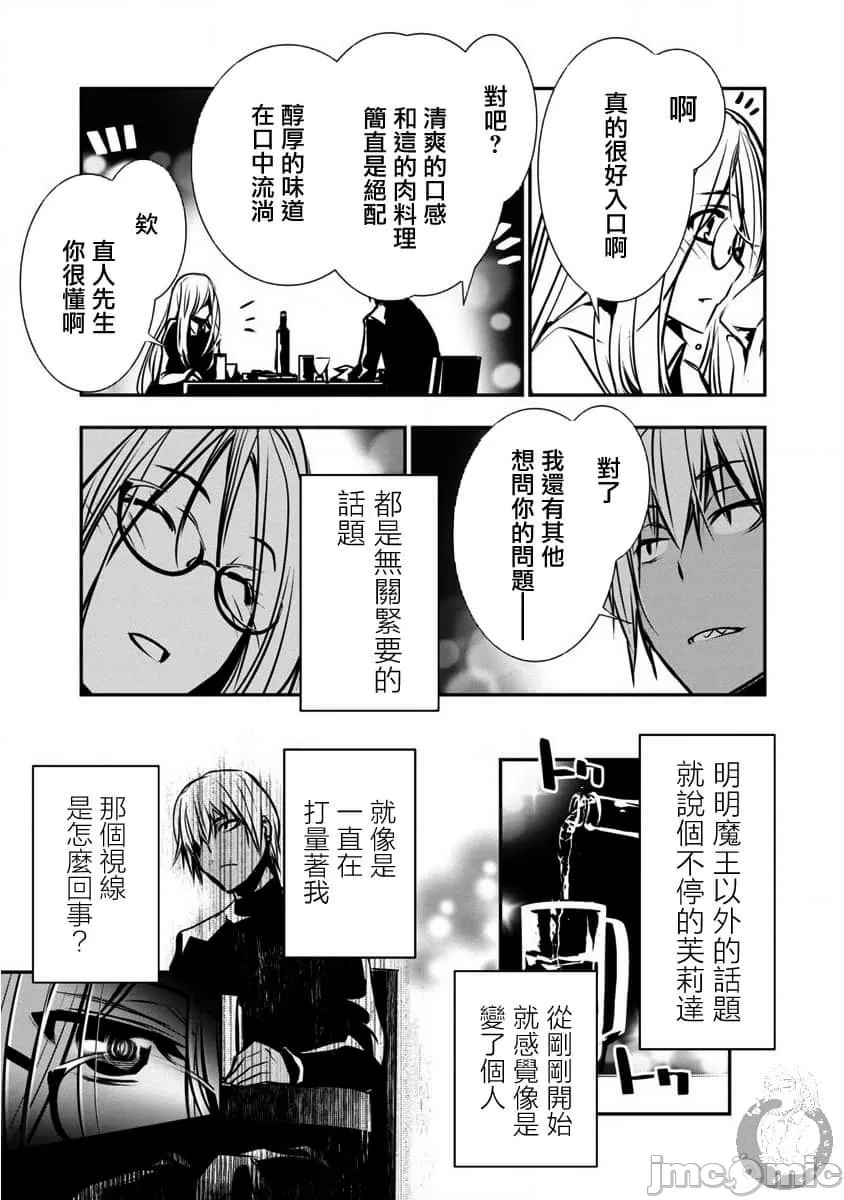 啊
真的很好入口啊
對吧?
清爽的口感
和這的肉料理
簡直是絕配
醇厚的味道
在口中流淌
欸
直人先生
你很懂啊
對了
我還有其他
想問你的問題——
都是無關緊要的
話題
明明魔王以外的話題
就說個不停的芙莉達
トク
トク
從剛剛開始
就感覺像是
變了個人
就像是
一直在
打量著我
那個視線
是怎麼回事?
jmcomic.mic